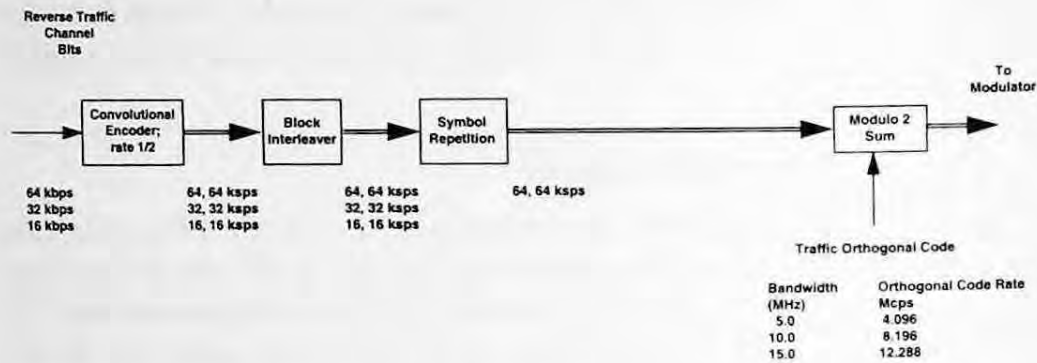 Reverse Traffic
Channel
Bits
To
Modulator
Convolutional
Encoder;
rate 1/2
Block
Interleaver
Symbol
Repetition
Modulo 2
Sum
64 kbps
32 kbps
16 kbps
64, 64 ksps
32, 32 ksps
16, 16 ksps
64, 64 ksps
32, 32 ksps
16, 16 ksps
64, 64 ksps
Traffic Orthogonal Code
Bandwidth Orthogonal Code Rate
(MHz) Mcps
5.0 4.096
10.0 8.196
15.0 12.288